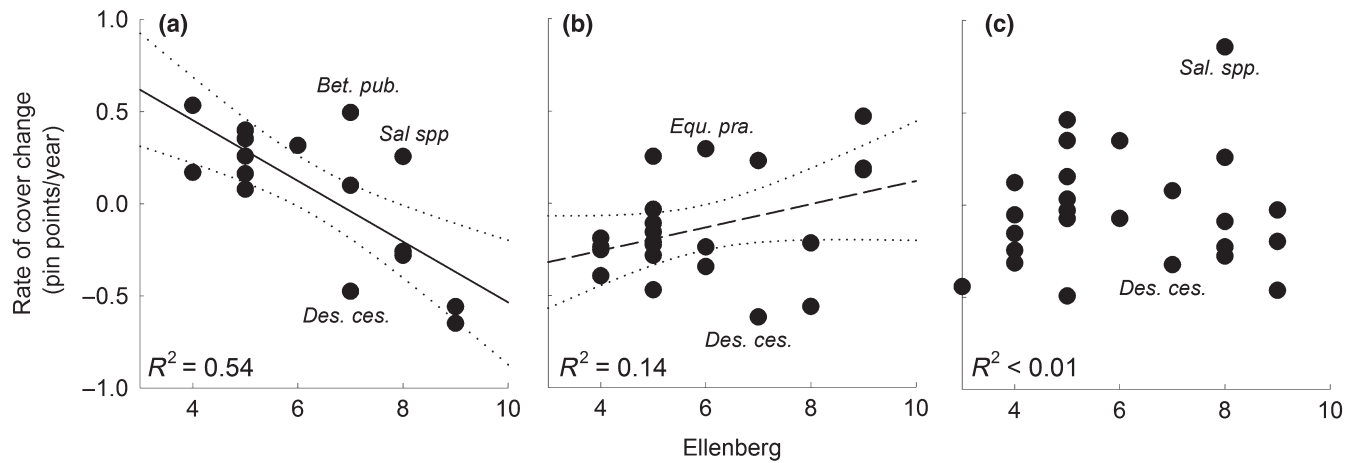 Rate of cover change
(pin points/year)
1.0
0.5
0.0
–0.5
–1.0
(a)
Bet. pub.
Sal spp
Des. ces.
R² = 0.54
4 6 8 10
(b)
Equ. pra.
Des. ces.
R² = 0.14
4 6 8 10
(c)
Sal. spp.
Des. ces.
R² < 0.01
4 6 8 10
Ellenberg